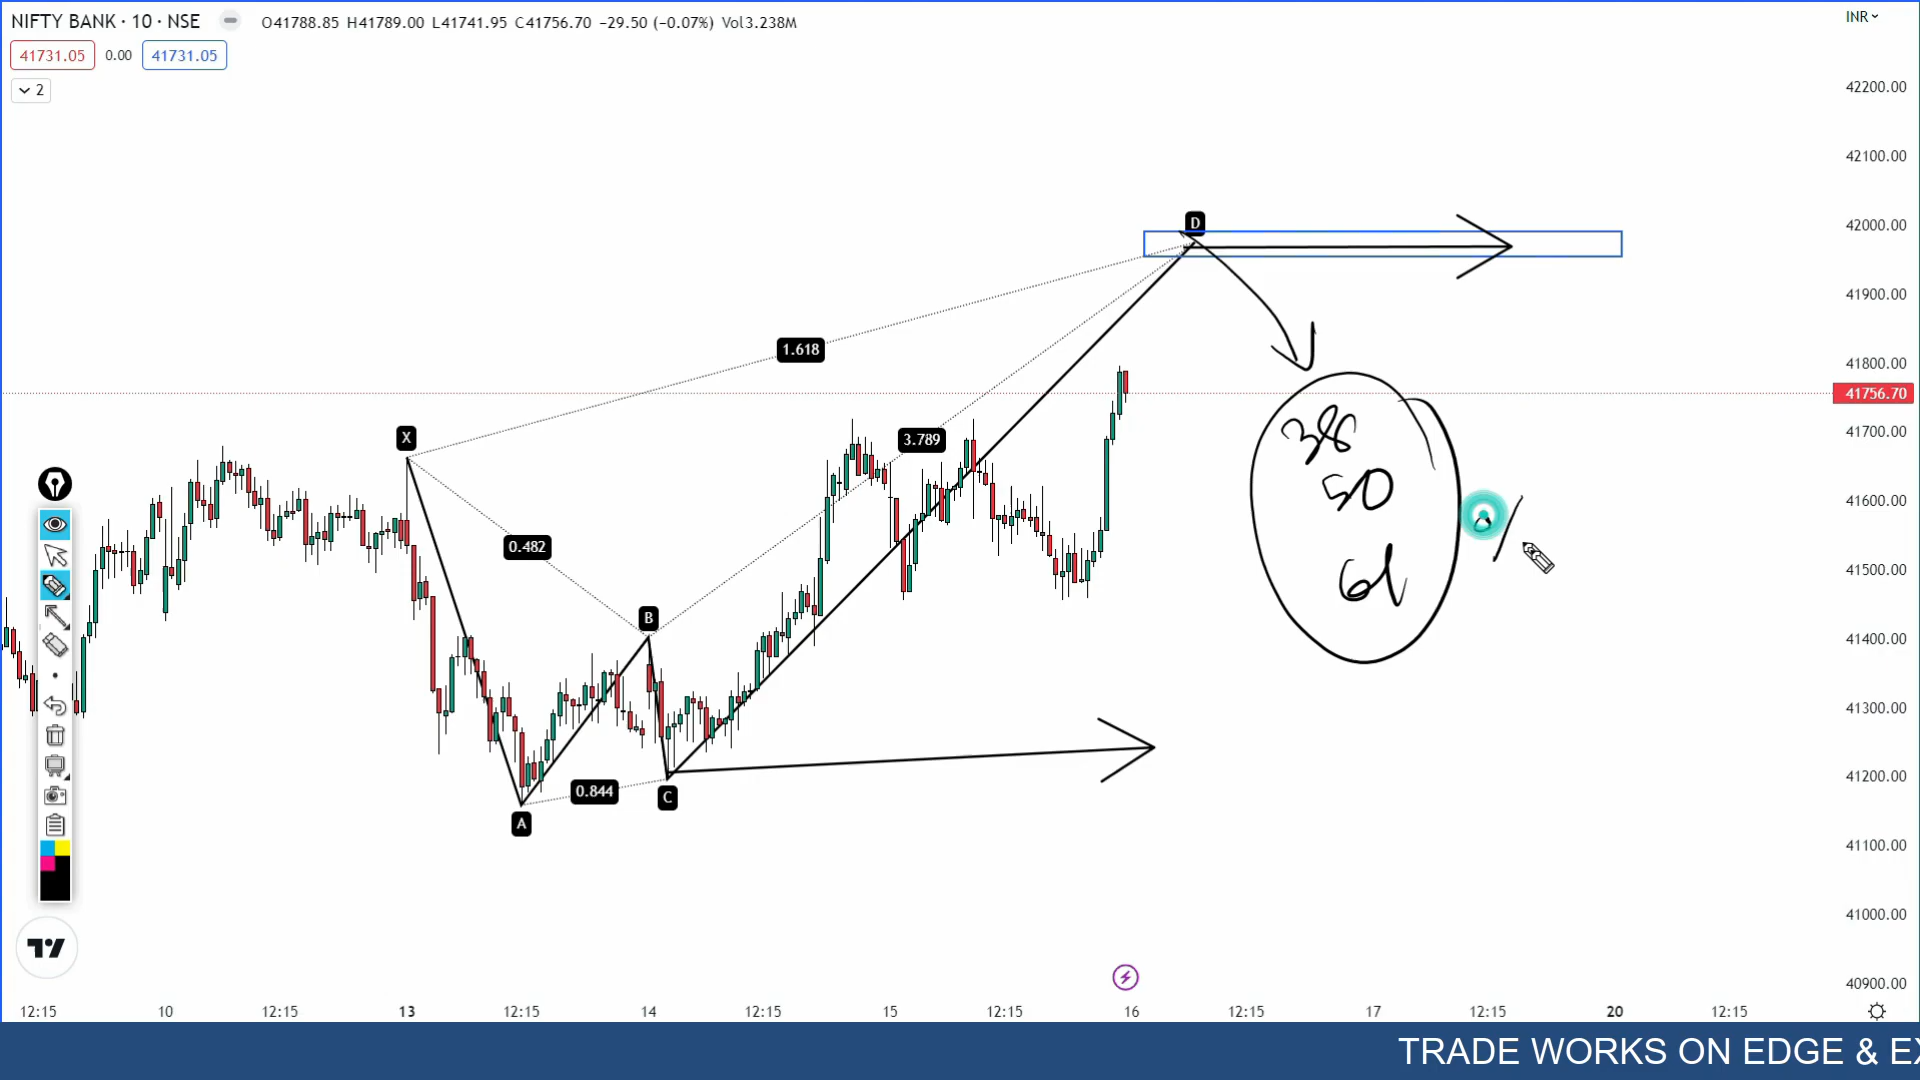 NIFTY BANK · 10 · NSE O41788.85 H41789.00 L41741.95 C41756.70 −29.50 (−0.07%) Vol3.238M
INR
41731.05 0.00 41731.05
2
42200.00
42100.00
42000.00
41900.00
41800.00
41756.70
41700.00
41600.00
41500.00
41400.00
41300.00
41200.00
41100.00
41000.00
40900.00
D
1.618
X
3.789
0.482
B
0.844
C
A
38
50
61
%
12:15 10 12:15 13 12:15 14 12:15 15 12:15 16 12:15 17 12:15 20 12:15
TRADE WORKS ON EDGE &